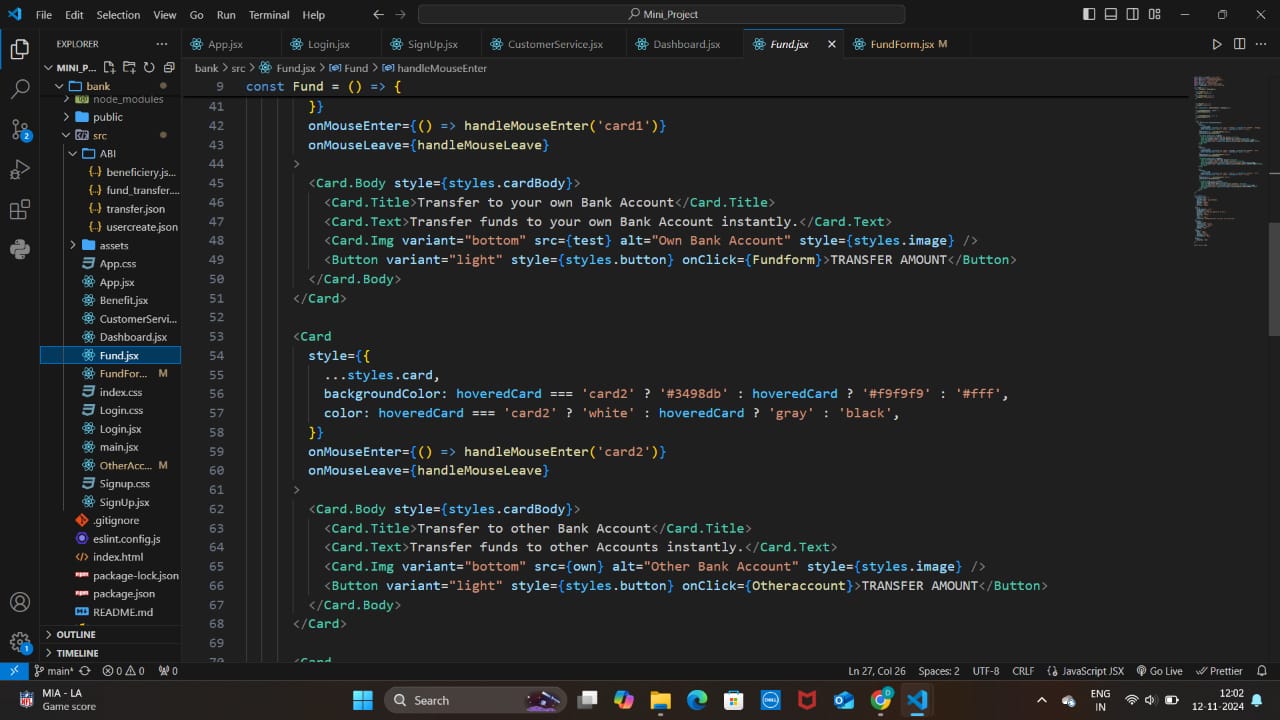 File Edit Selection View Go Run Terminal Help
Mini_Project
EXPLORER
App.jsx
Login.jsx
SignUp.jsx
CustomerService.jsx
Dashboard.jsx
Fund.jsx
FundForm.jsx M
MINI_P...
bank > src > Fund.jsx > Fund > handleMouseEnter
bank
node_modules
public
src
ABI
beneficiery.js...
fund_transfer....
transfer.json
usercreate.json
assets
App.css
App.jsx
Benefit.jsx
CustomerServi...
Dashboard.jsx
Fund.jsx
FundFor... M
index.css
Login.css
Login.jsx
main.jsx
OtherAcc... M
Signup.css
SignUp.jsx
.gitignore
eslint.config.js
index.html
package-lock.json
package.json
README.md
OUTLINE
TIMELINE
9 const Fund = () => {
41 }}
42 onMouseEnter={() => handleMouseEnter('card1')}
43 onMouseLeave={handleMouseLeave}
44 >
45 <Card.Body style={styles.cardBody}>
46 <Card.Title>Transfer to your own Bank Account</Card.Title>
47 <Card.Text>Transfer funds to your own Bank Account instantly.</Card.Text>
48 <Card.Img variant="bottom" src={test} alt="Own Bank Account" style={styles.image} />
49 <Button variant="light" style={styles.button} onClick={Fundform}>TRANSFER AMOUNT</Button>
50 </Card.Body>
51 </Card>
52
53 <Card
54 style={{
55 ...styles.card,
56 backgroundColor: hoveredCard === 'card2' ? '#3498db' : hoveredCard ? '#f9f9f9' : '#fff',
57 color: hoveredCard === 'card2' ? 'white' : hoveredCard ? 'gray' : 'black',
58 }}
59 onMouseEnter={() => handleMouseEnter('card2')}
60 onMouseLeave={handleMouseLeave}
61 >
62 <Card.Body style={styles.cardBody}>
63 <Card.Title>Transfer to other Bank Account</Card.Title>
64 <Card.Text>Transfer funds to other Accounts instantly.</Card.Text>
65 <Card.Img variant="bottom" src={own} alt="Other Bank Account" style={styles.image} />
66 <Button variant="light" style={styles.button} onClick={Otheraccount}>TRANSFER AMOUNT</Button>
67 </Card.Body>
68 </Card>
69
70 <Card
2
1
main* 0 0 0
Ln 27, Col 26 Spaces: 2 UTF-8 CRLF JavaScript JSX Go Live Prettier
MIA - LA
Game score
Search
ENG
IN
12:02
12-11-2024